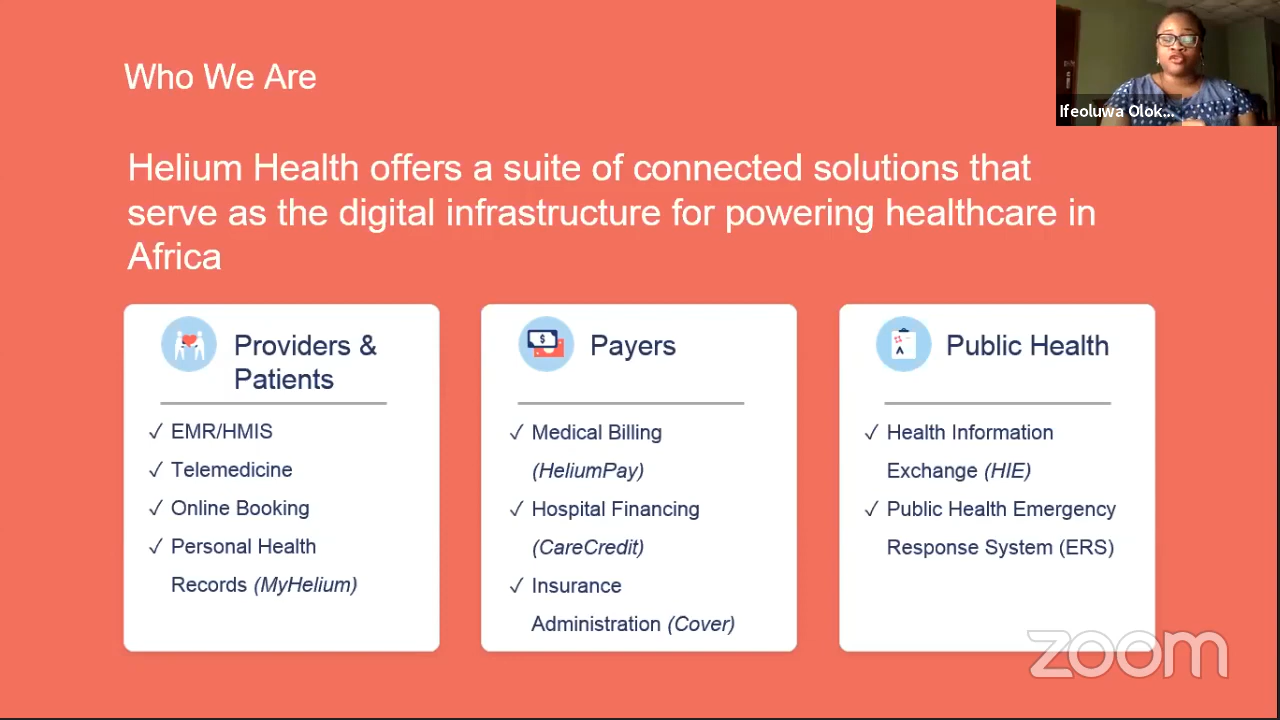 Who We Are
Ifeoluwa Olok...
Helium Health offers a suite of connected solutions that
serve as the digital infrastructure for powering healthcare in
Africa
Providers &
Patients
✓ EMR/HMIS
✓ Telemedicine
✓ Online Booking
✓ Personal Health
Records (MyHelium)
$
Payers
✓ Medical Billing
(HeliumPay)
✓ Hospital Financing
(CareCredit)
✓ Insurance
Administration (Cover)
Public Health
✓ Health Information
Exchange (HIE)
✓ Public Health Emergency
Response System (ERS)
zoom